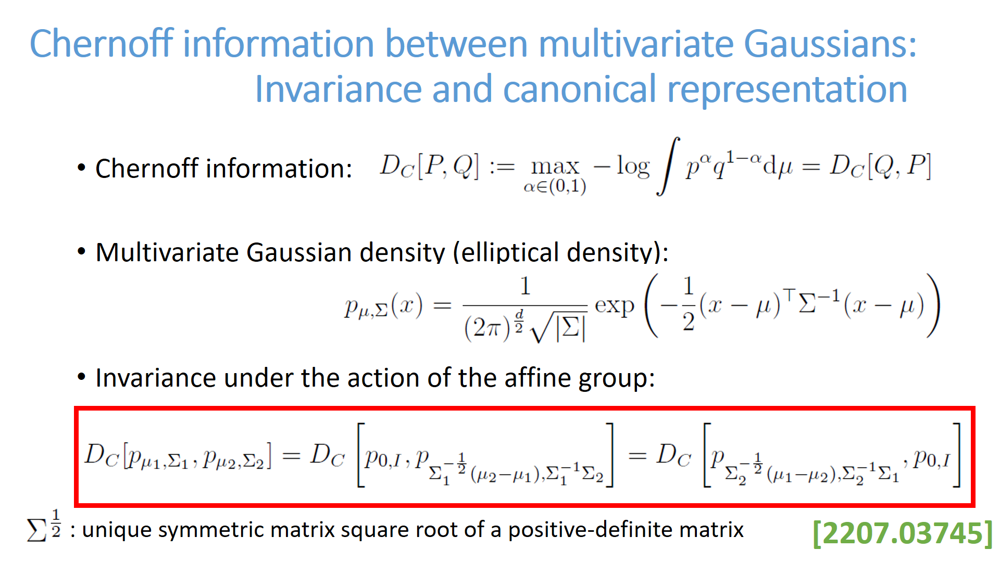 Chernoff information between multivariate Gaussians:
Invariance and canonical representation
• Chernoff information: $D_C[P,Q] := \max_{\alpha\in(0,1)} -\log \int p^{\alpha} q^{1-\alpha} \mathrm{d}\mu = D_C[Q,P]$
• Multivariate Gaussian density (elliptical density):
$p_{\mu,\Sigma}(x) = \frac{1}{(2\pi)^{\frac{d}{2}}\sqrt{|\Sigma|}} \exp\left(-\frac{1}{2}(x-\mu)^\top \Sigma^{-1}(x-\mu)\right)$
• Invariance under the action of the affine group:
$D_C[p_{\mu_1,\Sigma_1}, p_{\mu_2,\Sigma_2}] = D_C\left[p_{0,I}, p_{\Sigma_1^{-\frac{1}{2}}(\mu_2-\mu_1),\Sigma_1^{-1}\Sigma_2}\right] = D_C\left[p_{\Sigma_2^{-\frac{1}{2}}(\mu_1-\mu_2),\Sigma_2^{-1}\Sigma_1}, p_{0,I}\right]$
$\Sigma^{\frac{1}{2}}$ : unique symmetric matrix square root of a positive-definite matrix
[2207.03745]